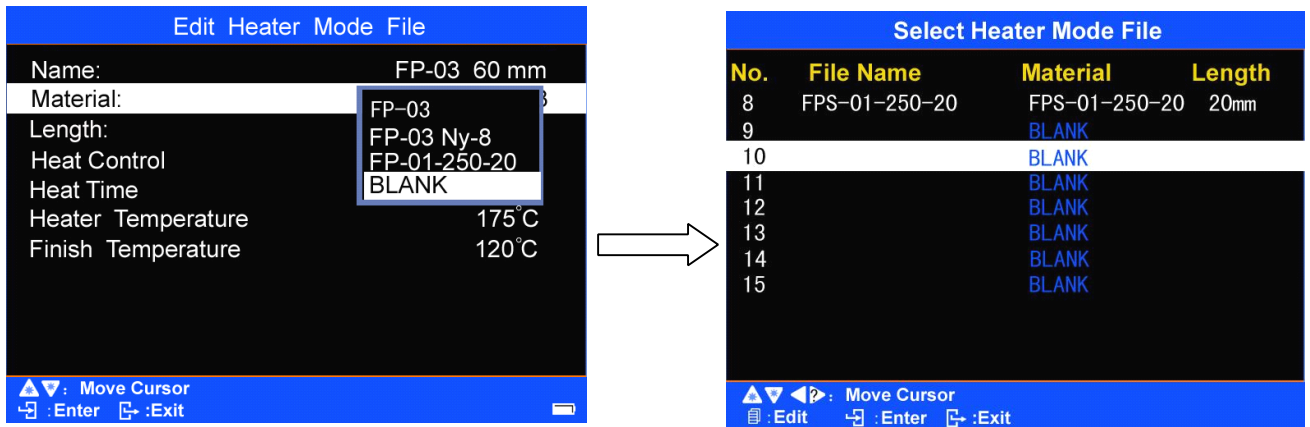 Edit Heater Mode File
Name: FP-03 60 mm
Material:
FP-03
Length:
FP-03 Ny-8
Heat Control
FP-01-250-20
Heat Time
BLANK
Heater Temperature 175°C
Finish Temperature 120°C
: Move Cursor
:Enter :Exit
Select Heater Mode File
No. File Name Material Length
8 FPS-01-250-20 FPS-01-250-20 20mm
9 BLANK
10 BLANK
11 BLANK
12 BLANK
13 BLANK
14 BLANK
15 BLANK
? : Move Cursor
:Edit :Enter :Exit